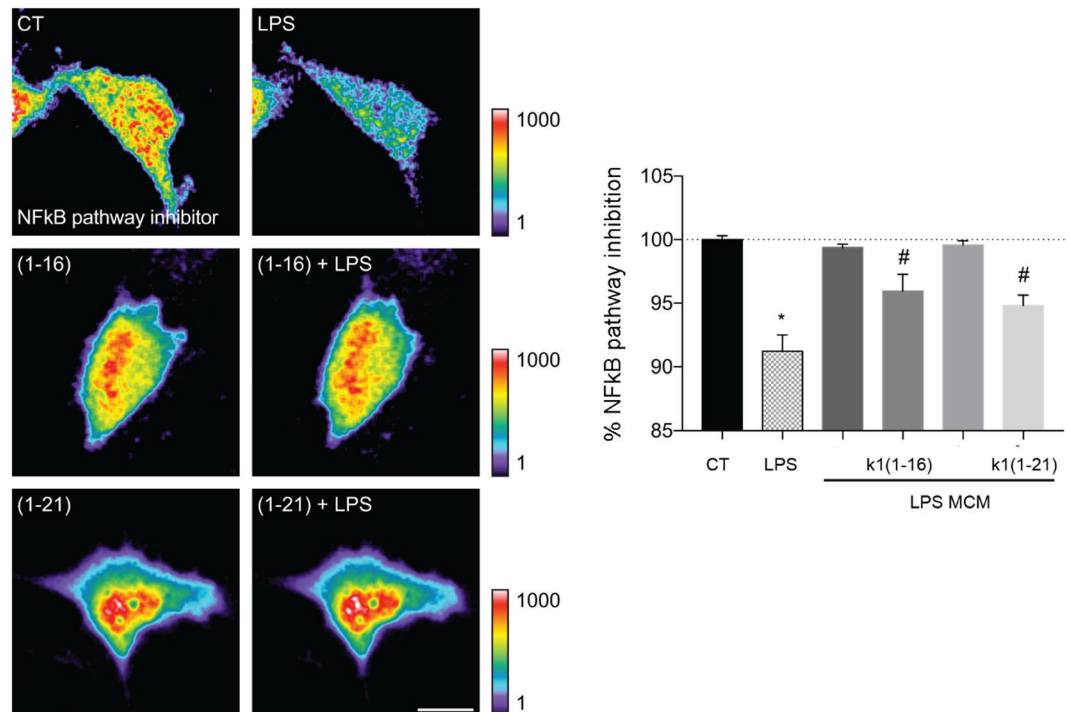 CT
LPS
1000
NFkB pathway inhibitor
1
(1-16)
(1-16) + LPS
1000
1
(1-21)
(1-21) + LPS
1000
1
% NFkB pathway inhibition
105
100
95
90
85
*
#
#
CT
LPS
k1(1-16)
k1(1-21)
LPS MCM